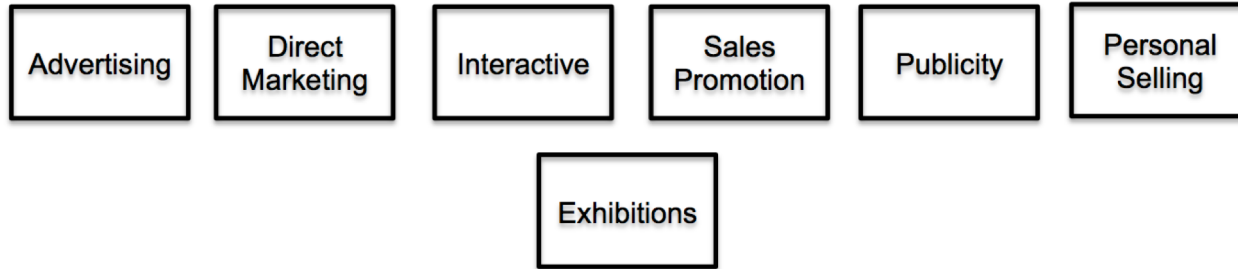 Advertising
Direct
Marketing
Interactive
Sales
Promotion
Publicity
Personal
Selling
Exhibitions